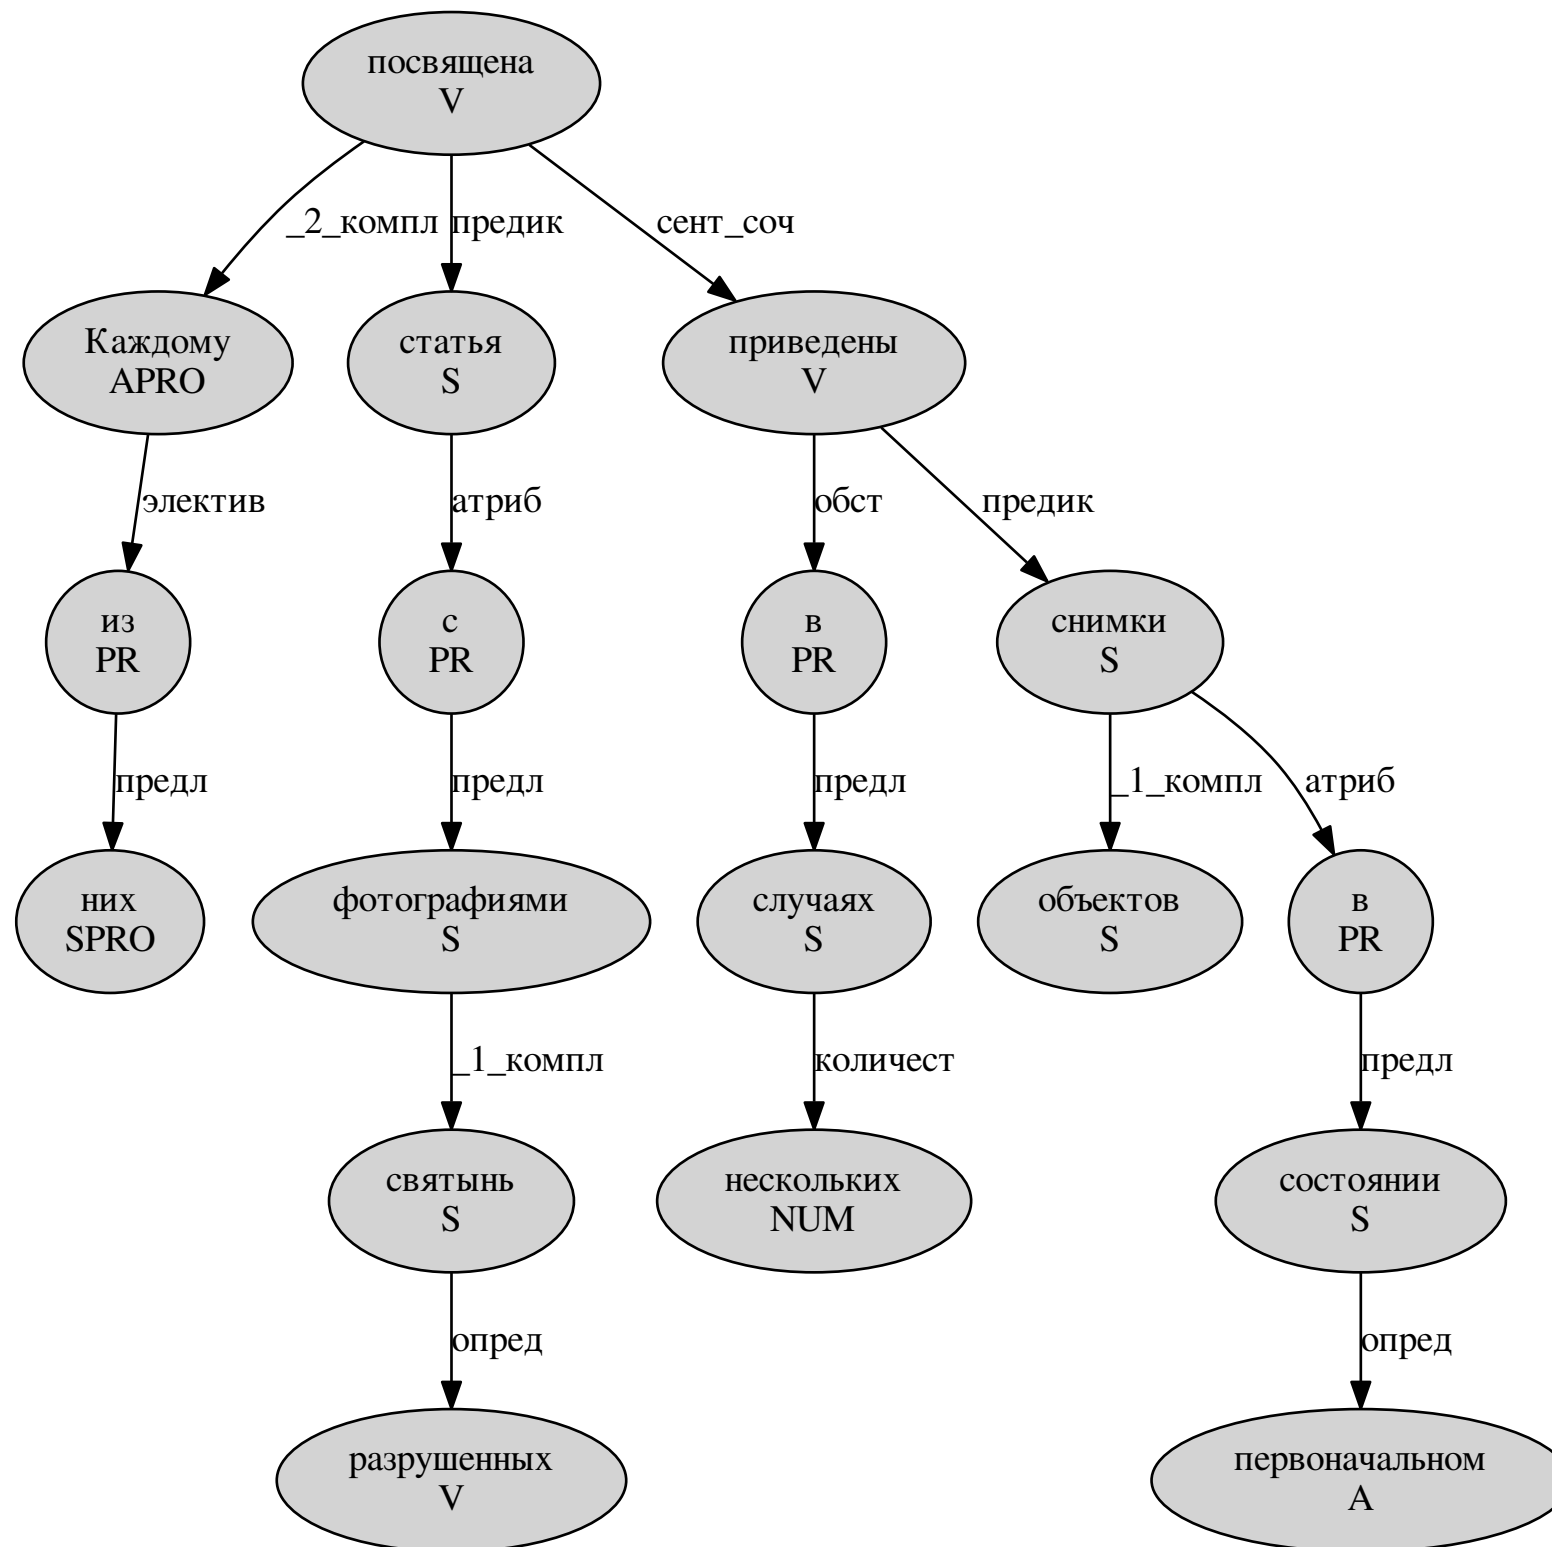 посвящена
V
_2_компл
предик
сент_соч
Каждому
APRO
статья
S
приведены
V
электив
атриб
обст
предик
из
PR
с
PR
в
PR
снимки
S
предл
предл
предл
_1_компл
атриб
них
SPRO
фотографиями
S
случаях
S
объектов
S
в
PR
_1_компл
количест
предл
святынь
S
нескольких
NUM
состоянии
S
опред
опред
разрушенных
V
первоначальном
A